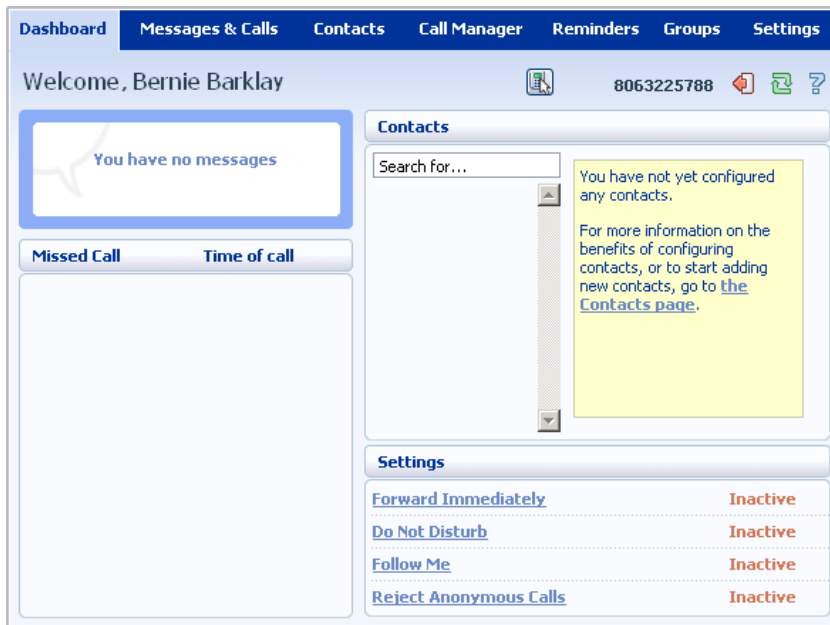 Dashboard Messages & Calls Contacts Call Manager Reminders Groups Settings
Welcome, Bernie Barklay
8063225788
You have no messages
Missed Call Time of call
Contacts
Search for...
You have not yet configured
any contacts.
For more information on the
benefits of configuring
contacts, or to start adding
new contacts, go to the
Contacts page.
Settings
Forward Immediately Inactive
Do Not Disturb Inactive
Follow Me Inactive
Reject Anonymous Calls Inactive